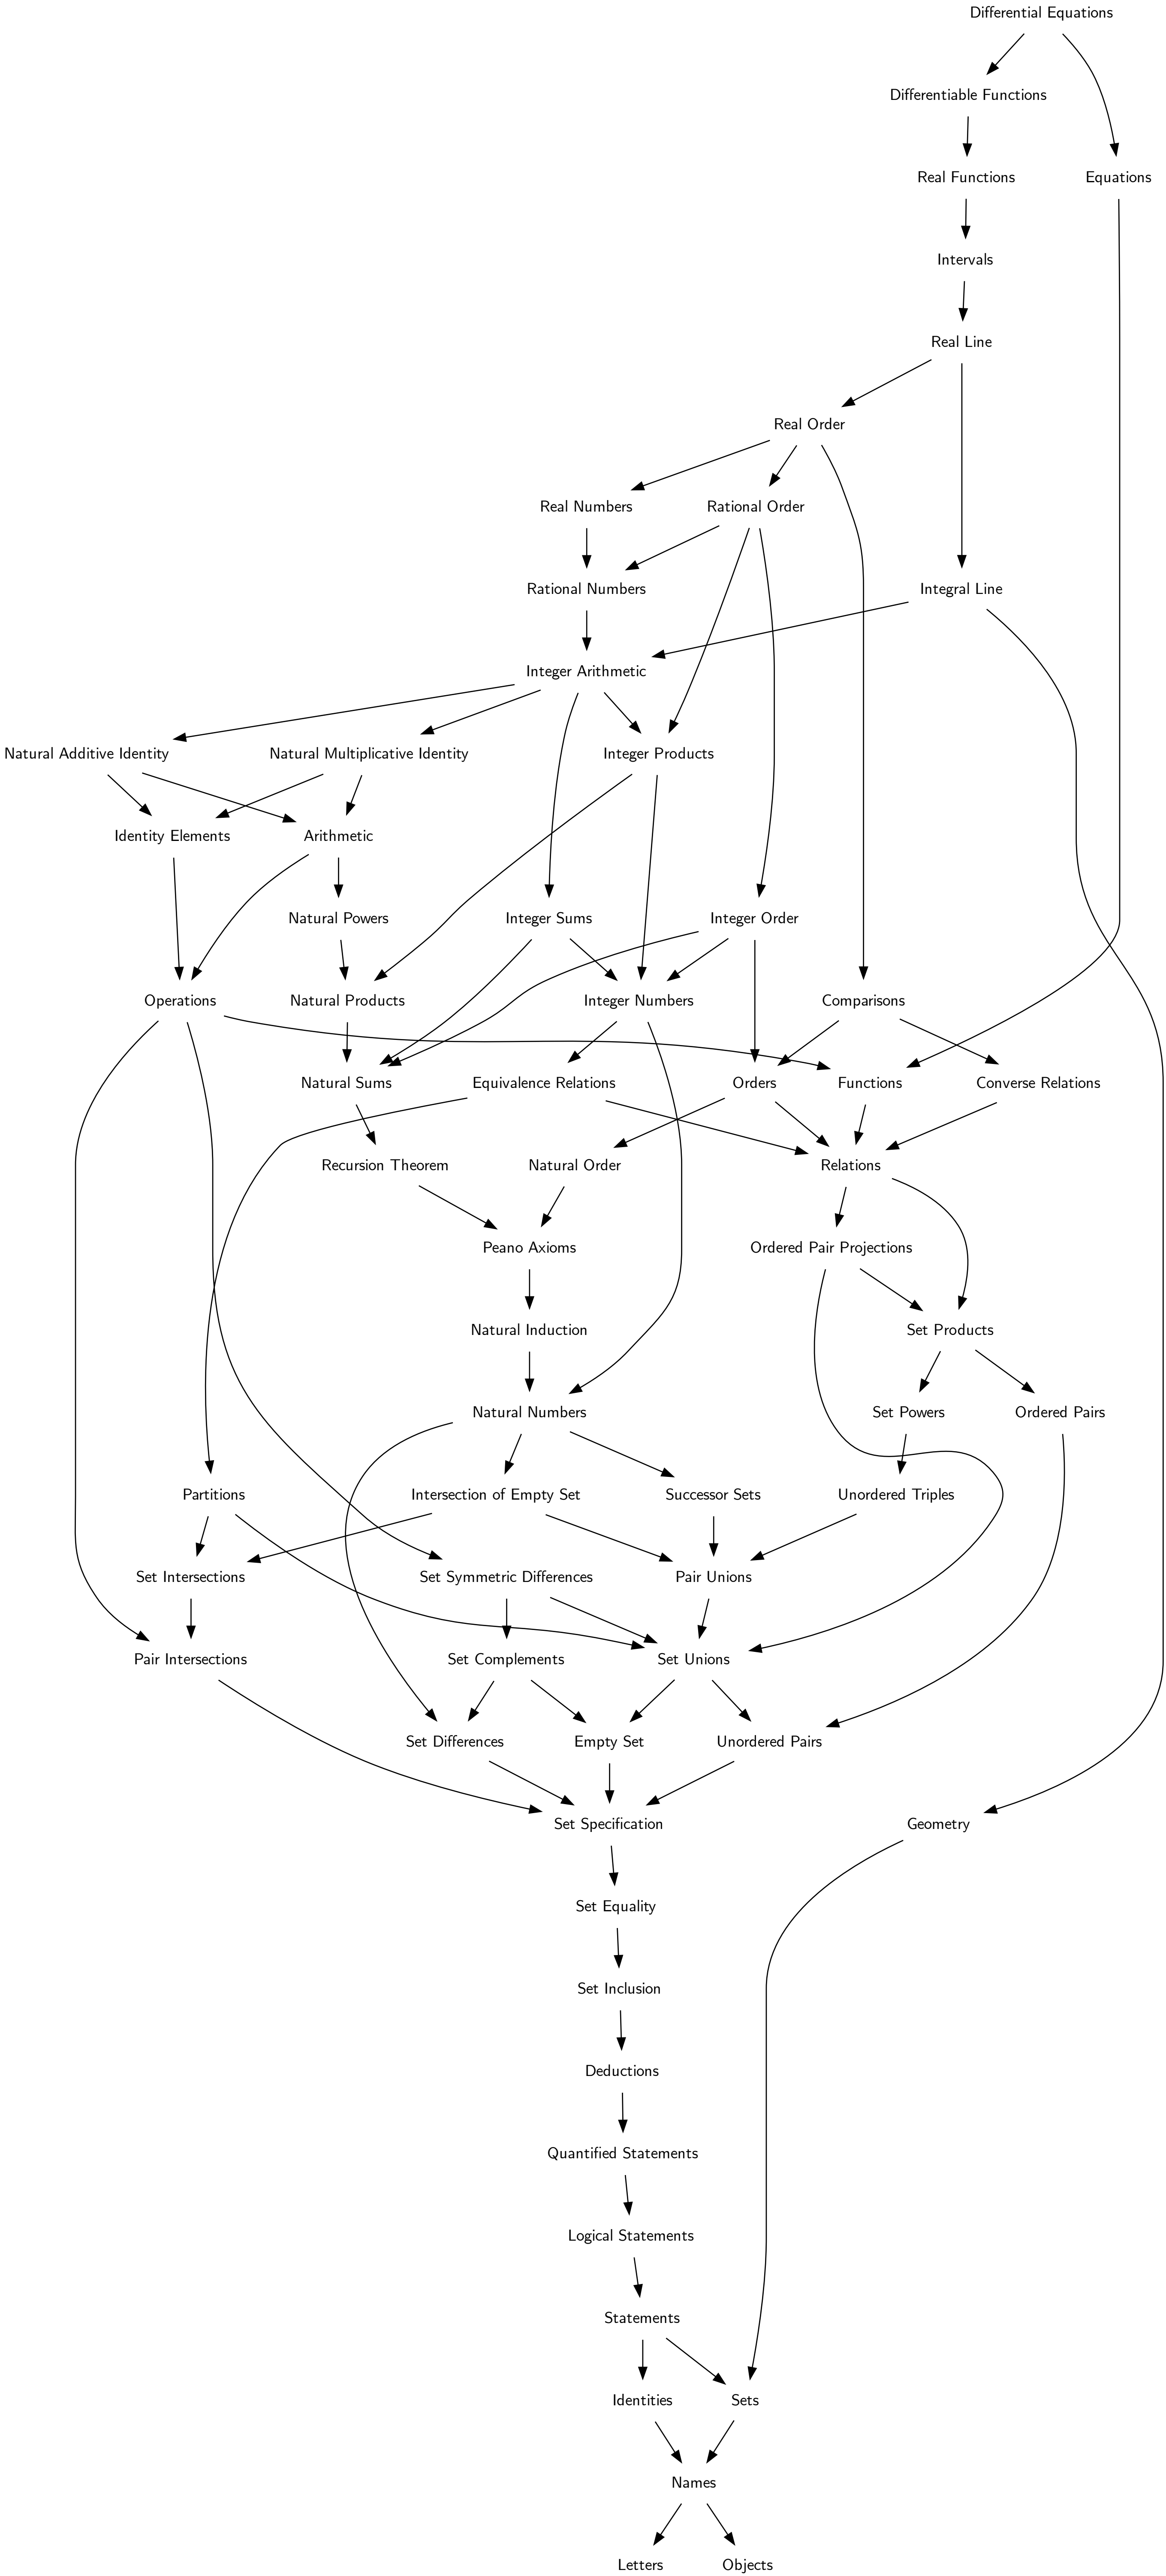 Differential Equations
Differentiable Functions
Real Functions
Equations
Intervals
Real Line
Real Order
Real Numbers
Rational Order
Rational Numbers
Integral Line
Integer Arithmetic
Natural Additive Identity
Natural Multiplicative Identity
Integer Products
Identity Elements
Arithmetic
Natural Powers
Integer Sums
Integer Order
Operations
Natural Products
Integer Numbers
Comparisons
Natural Sums
Equivalence Relations
Orders
Functions
Converse Relations
Recursion Theorem
Natural Order
Relations
Peano Axioms
Ordered Pair Projections
Natural Induction
Set Products
Natural Numbers
Set Powers
Ordered Pairs
Partitions
Intersection of Empty Set
Successor Sets
Unordered Triples
Set Intersections
Set Symmetric Differences
Pair Unions
Pair Intersections
Set Complements
Set Unions
Set Differences
Empty Set
Unordered Pairs
Set Specification
Geometry
Set Equality
Set Inclusion
Deductions
Quantified Statements
Logical Statements
Statements
Identities
Sets
Names
Letters
Objects